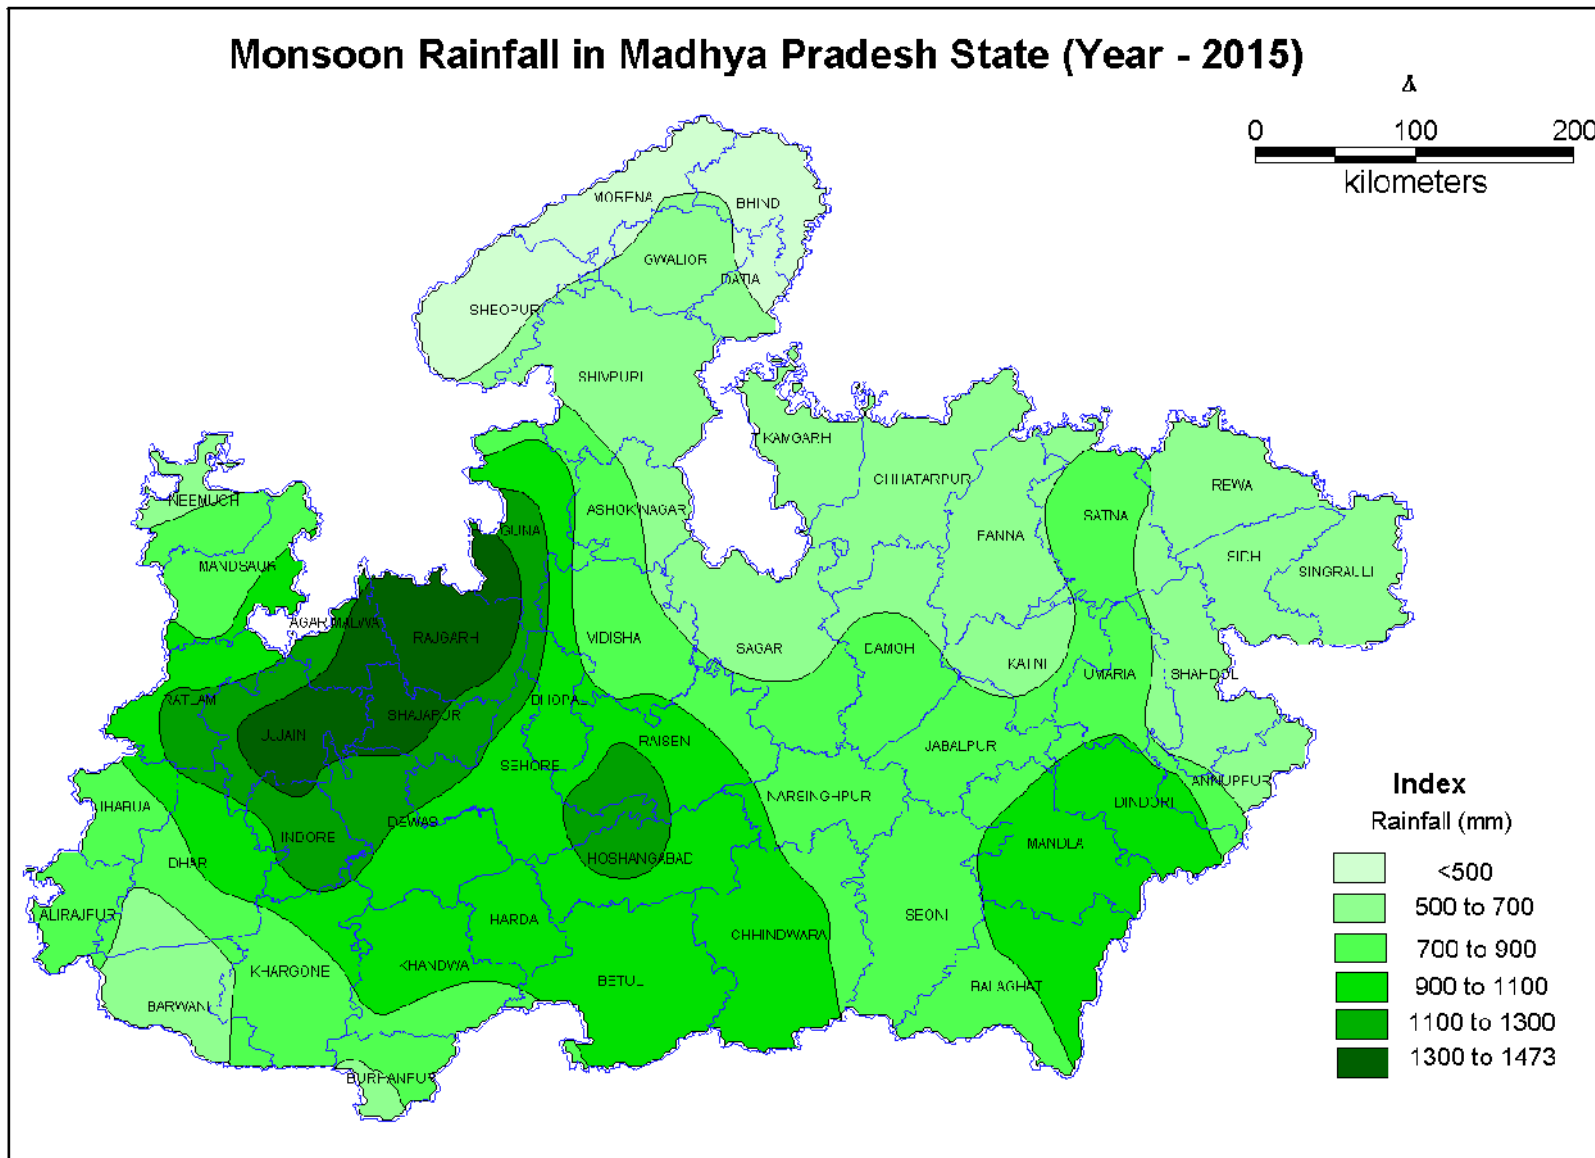 Monsoon Rainfall in Madhya Pradesh State (Year - 2015)
0 100 200
kilometers
MORENA
BHIND
GWALIOR
DATIA
SHEOPUR
SHIVPURI
KAMGARH
CHHATARPUR
REWA
NEEMUCH
ASHOK NAGAR
SATNA
GUNA
PANNA
SIDHI
SINGRAULI
MANDSAUR
AGAR MALWA
RAJGARH
VIDISHA
SAGAR
DAMOH
KATNI
UMARIA
SHAHDOL
RATLAM
SHAJAPUR
BHOPAL
UJJAIN
RAISEN
JABALPUR
SEHORE
NARSINGHPUR
ANNUPPUR
DINDORI
JHABUA
INDORE
DEWAS
MANDLA
DHAR
HOSHANGABAD
ALIRAJPUR
HARDA
CHHINDWARA
SEONI
KHARGONE
KHANDWA
BETUL
BALAGHAT
BARWANI
BURHANPUR
Index
Rainfall (mm)
<500
500 to 700
700 to 900
900 to 1100
1100 to 1300
1300 to 1473